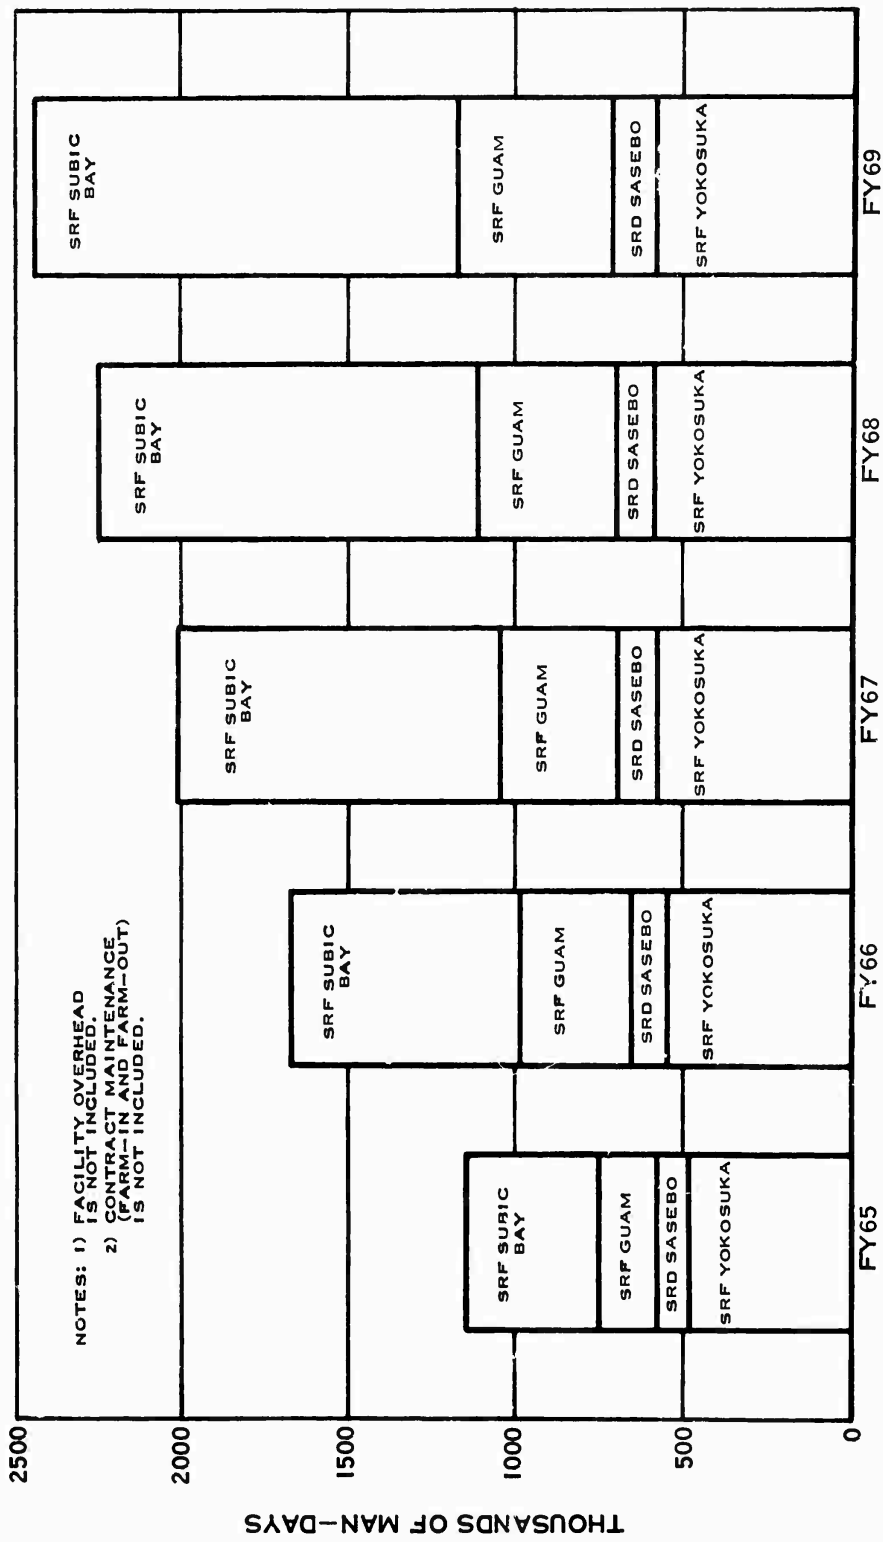 THOUSANDS OF MAN-DAYS
2500
2000
1500
1000
500
0
NOTES: 1) FACILITY OVERHEAD
IS NOT INCLUDED.
2) CONTRACT MAINTENANCE
(FARM-IN AND FARM-OUT)
IS NOT INCLUDED.
SRF SUBIC
BAY
SRF GUAM
SRD SASEBO
SRF YOKOSUKA
FY65
SRF SUBIC
BAY
SRF GUAM
SRD SASEBO
SRF YOKOSUKA
FY66
SRF SUBIC
BAY
SRF GUAM
SRD SASEBO
SRF YOKOSUKA
FY67
SRF SUBIC
BAY
SRF GUAM
SRD SASEBO
SRF YOKOSUKA
FY68
SRF SUBIC
BAY
SRF GUAM
SRD SASEBO
SRF YOKOSUKA
FY69